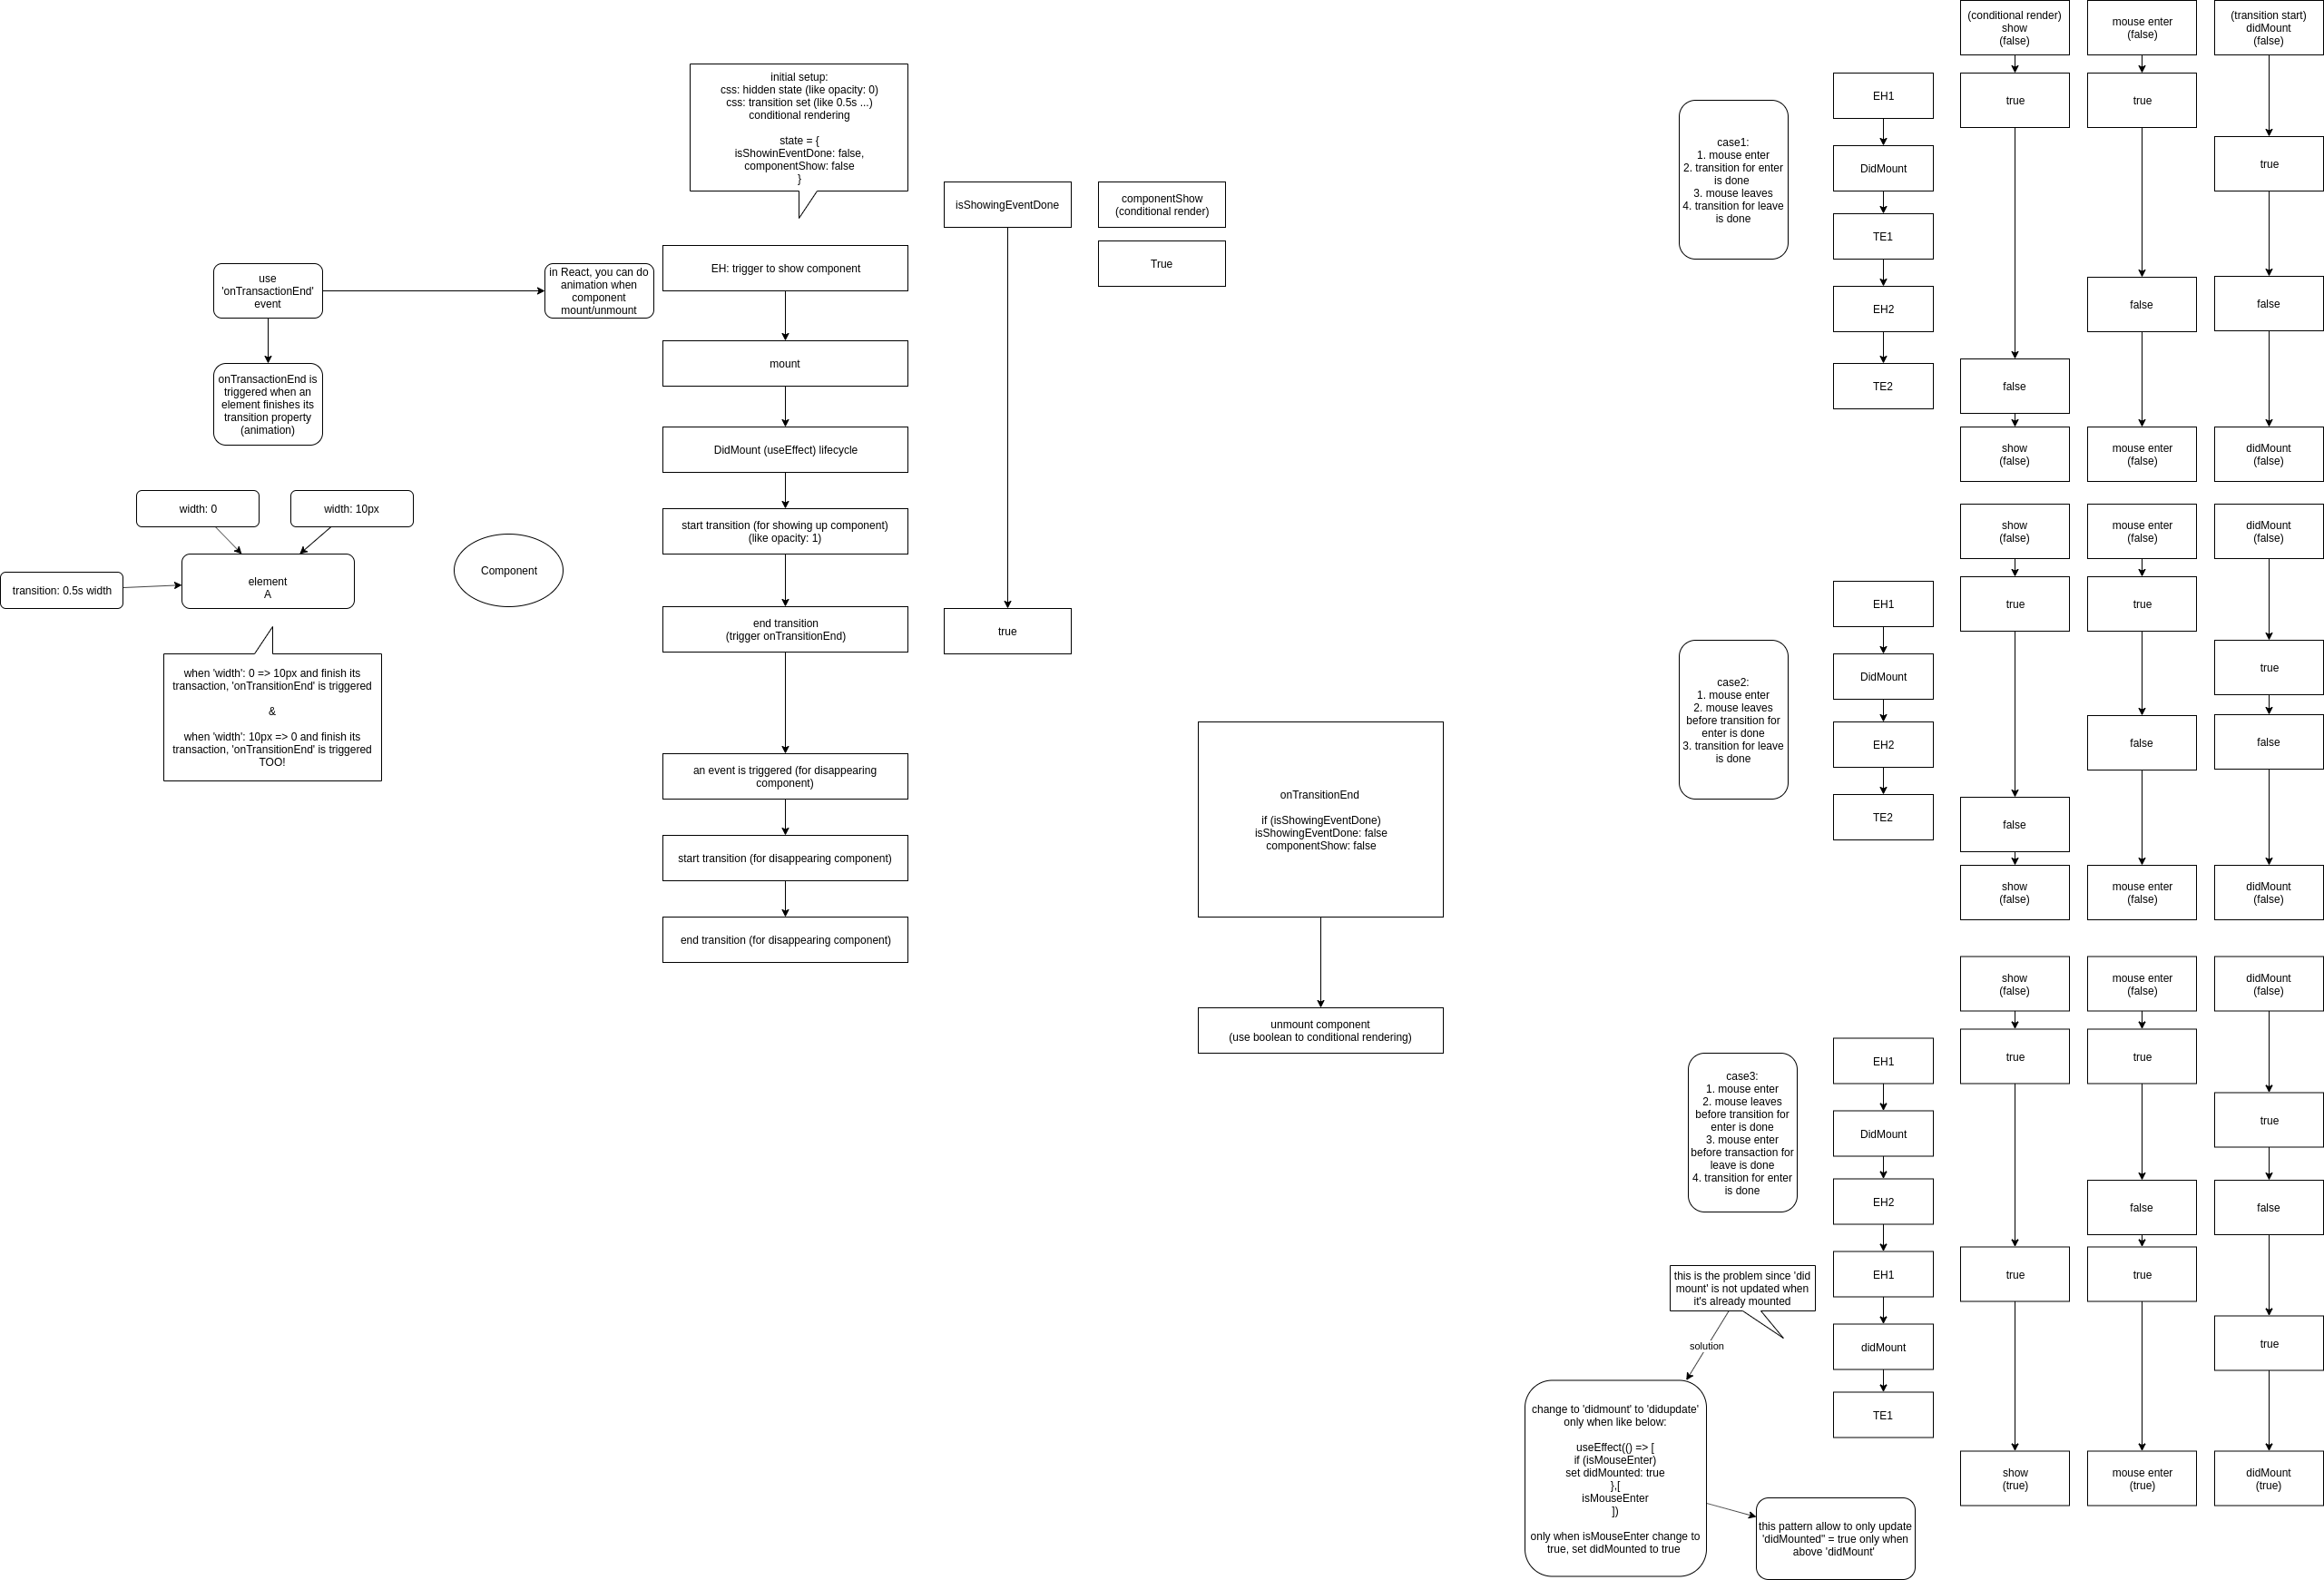 use
'onTransactionEnd'
event
onTransactionEnd is
triggered when an
element finishes its
transition property
(animation)
in React, you can do
animation when
component
mount/unmount
width: 0
width: 10px
transition: 0.5s width
element
A
when 'width': 0 => 10px and finish its
transaction, 'onTransitionEnd' is triggered
&
when 'width': 10px => 0 and finish its
transaction, 'onTransitionEnd' is triggered
TOO!
Component
initial setup:
css: hidden state (like opacity: 0)
css: transition set (like 0.5s ...)
conditional rendering
state = {
isShowinEventDone: false,
componentShow: false
}
EH: trigger to show component
mount
DidMount (useEffect) lifecycle
start transition (for showing up component)
(like opacity: 1)
end transition
(trigger onTransitionEnd)
an event is triggered (for disappearing
component)
start transition (for disappearing component)
end transition (for disappearing component)
isShowingEventDone
true
componentShow
(conditional render)
True
onTransitionEnd
if (isShowingEventDone)
isShowingEventDone: false
componentShow: false
unmount component
(use boolean to conditional rendering)
case1:
1. mouse enter
2. trànsition for enter
is done
3. mouse leaves
4. transition for leave
is done
EH1
DidMount
TE1
EH2
TE2
(conditional render)
show
(false)
true
false
show
(false)
mouse enter
(false)
true
false
mouse enter
(false)
(transition start)
didMount
(false)
true
false
didMount
(false)
case2:
1. mouse enter
2. mouse leaves
before transition for
enter is done
3. transition for leave
is done
EH1
DidMount
EH2
TE2
show
(false)
true
false
show
(false)
mouse enter
(false)
true
false
mouse enter
(false)
didMount
(false)
true
false
didMount
(false)
case3:
1. mouse enter
2. mouse leaves
before transition for
enter is done
3. mouse enter
before transaction for
leave is done
4. transition for enter
is done
EH1
DidMount
EH2
EH1
didMount
TE1
show
(false)
true
true
show
(true)
mouse enter
(false)
true
false
true
mouse enter
(true)
didMount
(false)
true
false
true
didMount
(true)
this is the problem since 'did
mount' is not updated when
it's already mounted
solution
change to 'didmount' to 'didupdate'
only when like below:
useEffect(() => [
if (isMouseEnter)
set didMounted: true
},[
isMouseEnter
])
only when isMouseEnter change to
true, set didMounted to true
this pattern allow to only update
'didMounted" = true only when
above 'didMount'